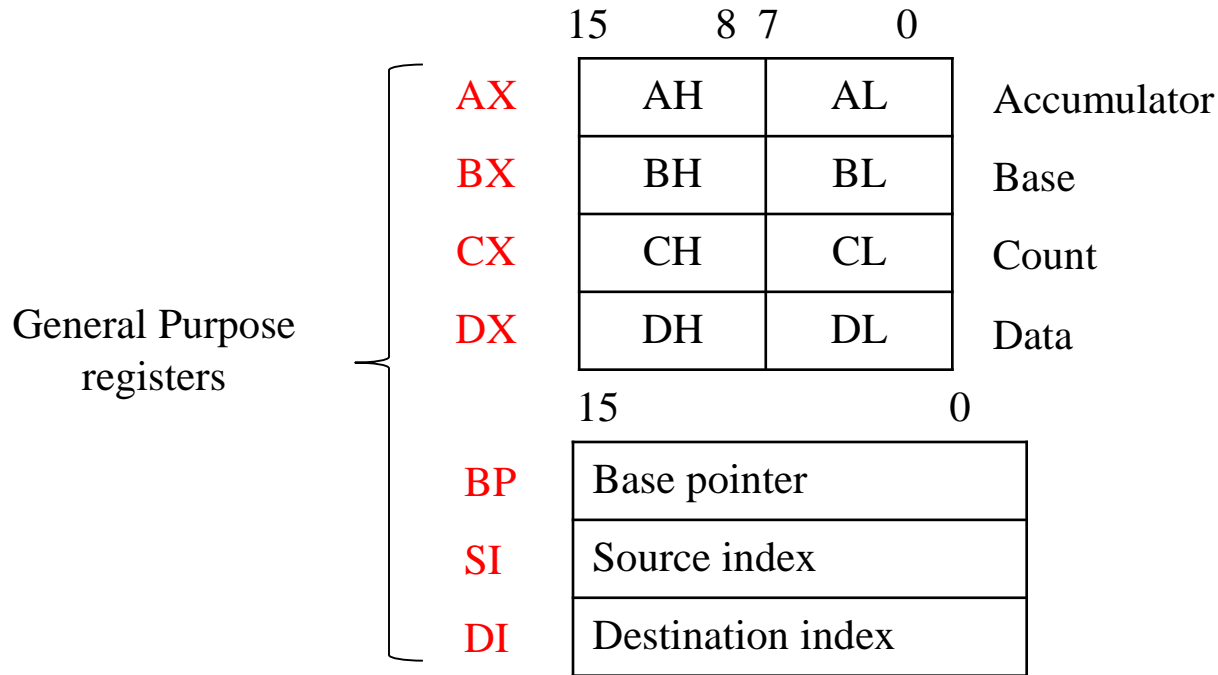 15 8 7 0
AX AH AL Accumulator
BX BH BL Base
CX CH CL Count
DX DH DL Data
General Purpose
registers
15 0
BP Base pointer
SI Source index
DI Destination index